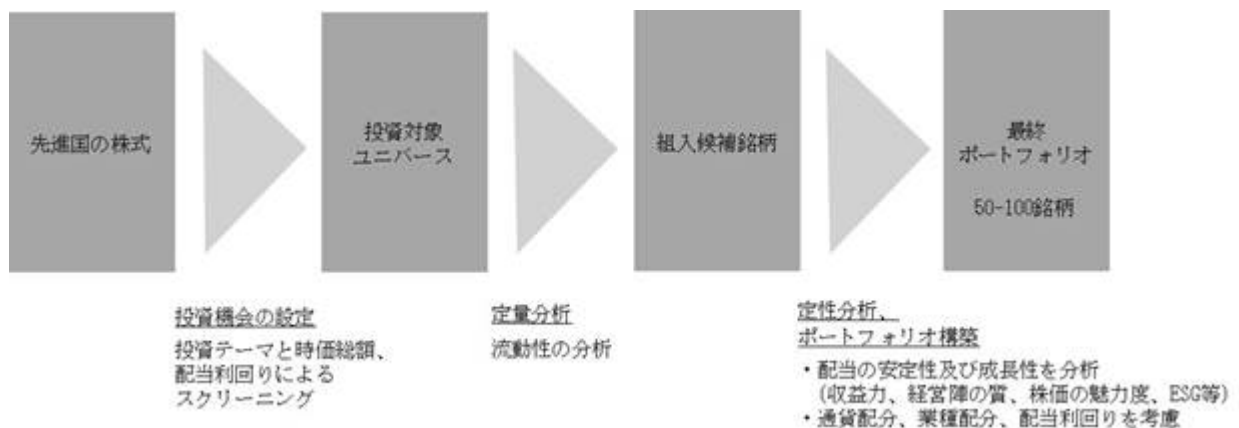 先進国の株式
投資対象
ユニバース
組入候補銘柄
最終
ポートフォリオ
50-100銘柄
投資機会の設定
投資テーマと時価総額、
配当利回りによる
スクリーニング
定量分析
流動性の分析
定性分析、
ポートフォリオ構築
・配当の安定性及び成長性を分析
(収益力、経営陣の質、株価の魅力度、ESG等)
・通貨配分、業種配分、配当利回りを考慮